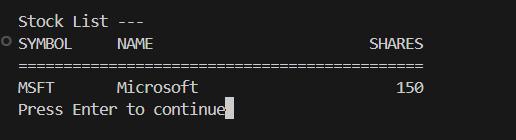 Stock List ---
SYMBOL     NAME                        SHARES
=============================================
MSFT       Microsoft                      150
Press Enter to continue